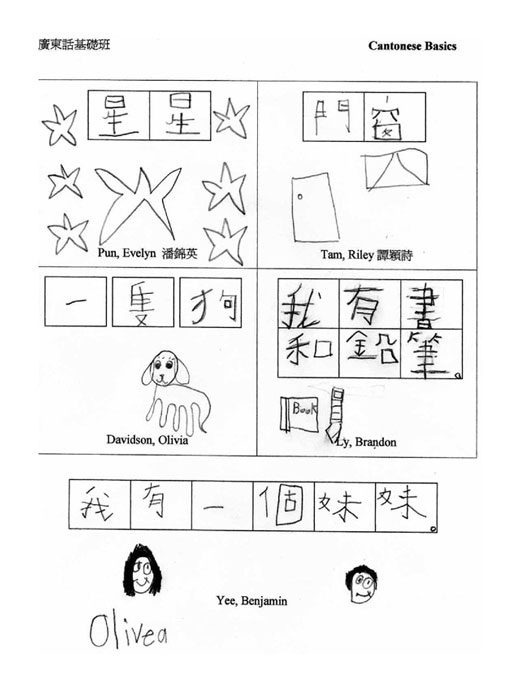 廣東話基礎班 Cantonese Basics
星星
Pun, Evelyn 潘錦英
門窗
Tam, Riley 譚穎詩
一隻狗
Davidson, Olivia
我有書
和鉛筆。
Book
Ly, Brandon
我有一個妹妹。
Yee, Benjamin
Olivea